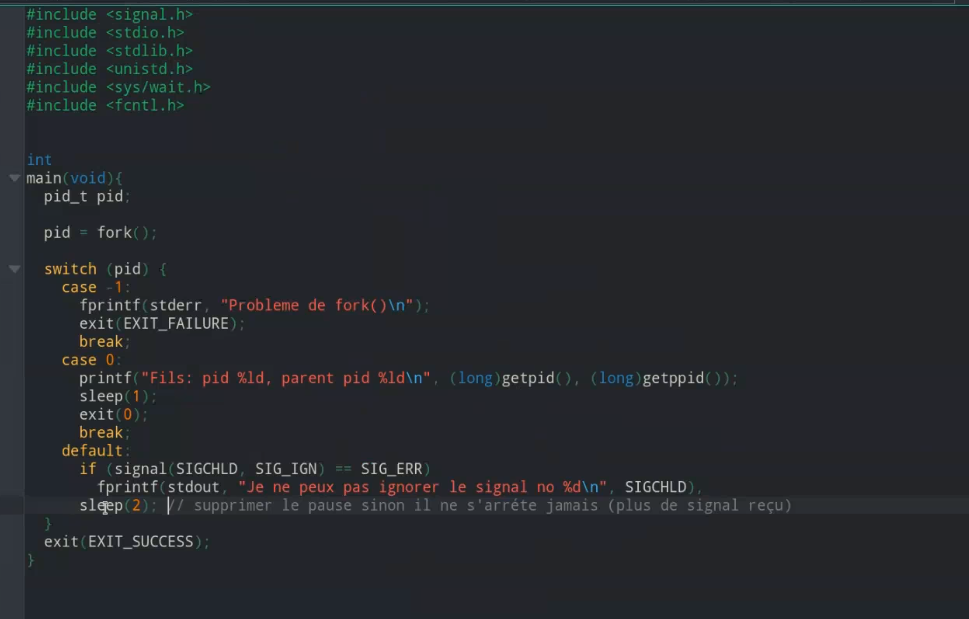 #include <signal.h>
#include <stdio.h>
#include <stdlib.h>
#include <unistd.h>
#include <sys/wait.h>
#include <fcntl.h>
int
main(void){
pid_t pid;
pid = fork();
switch (pid) {
case -1:
fprintf(stderr, "Probleme de fork()\n");
exit(EXIT_FAILURE);
break;
case 0:
printf("Fils: pid %ld, parent pid %ld\n", (long)getpid(), (long)getppid());
sleep(1);
exit(0);
break;
default:
if (signal(SIGCHLD, SIG_IGN) == SIG_ERR)
fprintf(stdout, "Je ne peux pas ignorer le signal no %d\n", SIGCHLD),
sleep(2); // supprimer le pause sinon il ne s'arréte jamais (plus de signal reçu)
}
exit(EXIT_SUCCESS);
}